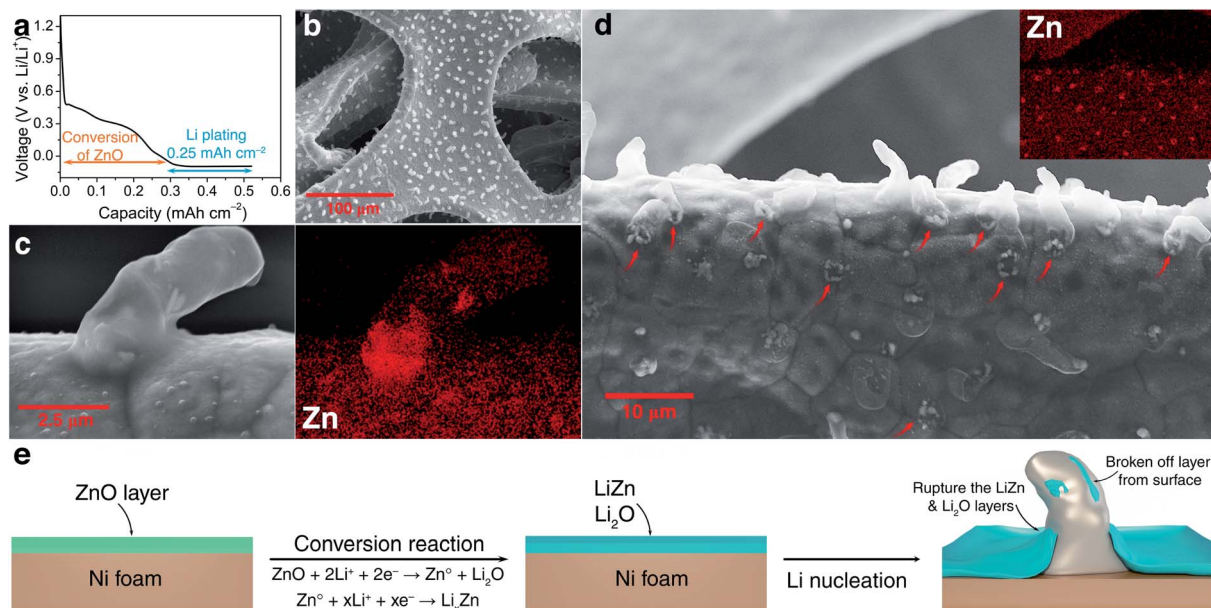 a
1.2
0.9
0.6
0.3
0.0
Voltage (V vs. Li/Li⁺)
Conversion
of ZnO
Li plating
0.25 mAh cm⁻²
0.0 0.1 0.2 0.3 0.4 0.5 0.6
Capacity (mAh cm⁻²)
b
100 µm
c
2.5 µm
Zn
d
Zn
10 µm
e
ZnO layer
Ni foam
Conversion reaction
ZnO + 2Li⁺ + 2e⁻ → Zn° + Li₂O
Zn° + xLi⁺ + xe⁻ → LiₓZn
LiZn
Li₂O
Ni foam
Li nucleation
Rupture the LiZn
& Li₂O layers
Broken off layer
from surface